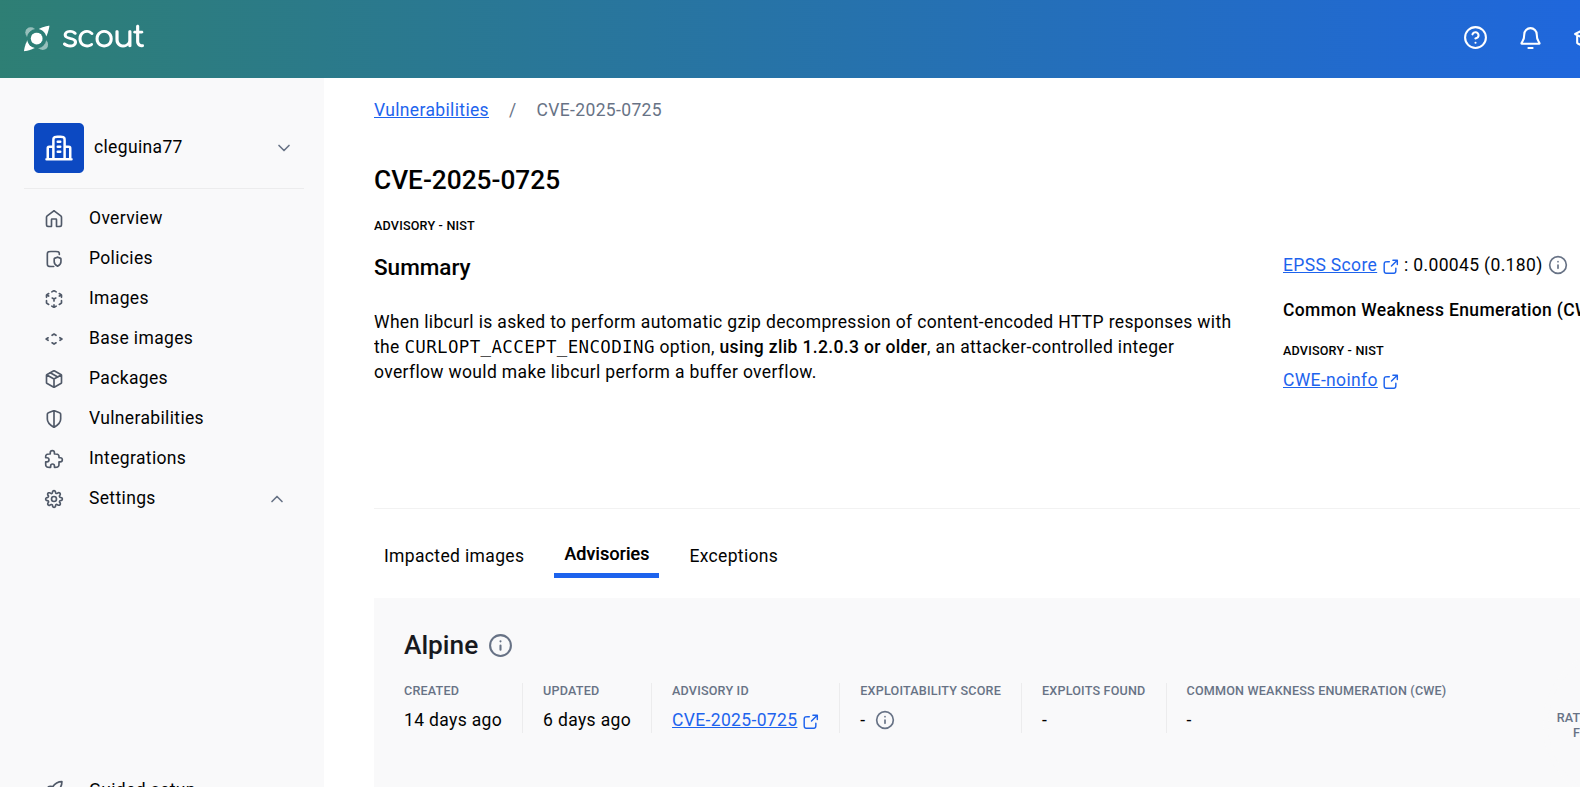 scout
cleguina77
Overview
Policies
Images
Base images
Packages
Vulnerabilities
Integrations
Settings
Vulnerabilities / CVE-2025-0725
CVE-2025-0725
ADVISORY - NIST
Summary
When libcurl is asked to perform automatic gzip decompression of content-encoded HTTP responses with
the CURLOPT_ACCEPT_ENCODING option, using zlib 1.2.0.3 or older, an attacker-controlled integer
overflow would make libcurl perform a buffer overflow.
EPSS Score : 0.00045 (0.180)
Common Weakness Enumeration (CW
ADVISORY - NIST
CWE-noinfo
Impacted images
Advisories
Exceptions
Alpine
CREATED
14 days ago
UPDATED
6 days ago
ADVISORY ID
CVE-2025-0725
EXPLOITABILITY SCORE
-
EXPLOITS FOUND
-
COMMON WEAKNESS ENUMERATION (CWE)
-
RAT
F